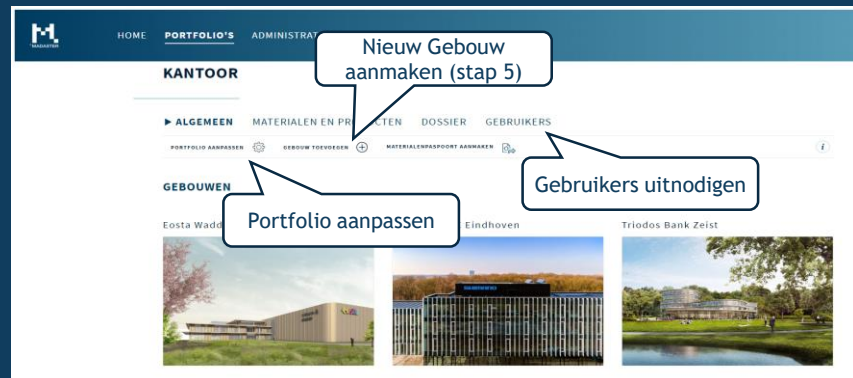 M.
MADASTER
HOME PORTFOLIO'S ADMINISTRAT
Nieuw Gebouw
aanmaken (stap 5)
KANTOOR
▶ ALGEMEEN MATERIALEN EN PR CTEN DOSSIER GEBRUIKERS
PORTFOLIO AANPASSEN GEBOUW TOEVOEGEN MATERIALENPASPOORT AANMAKEN i
Gebruikers uitnodigen
GEBOUWEN
Portfolio aanpassen
Eosta Wadd Eindhoven Triodos Bank Zeist